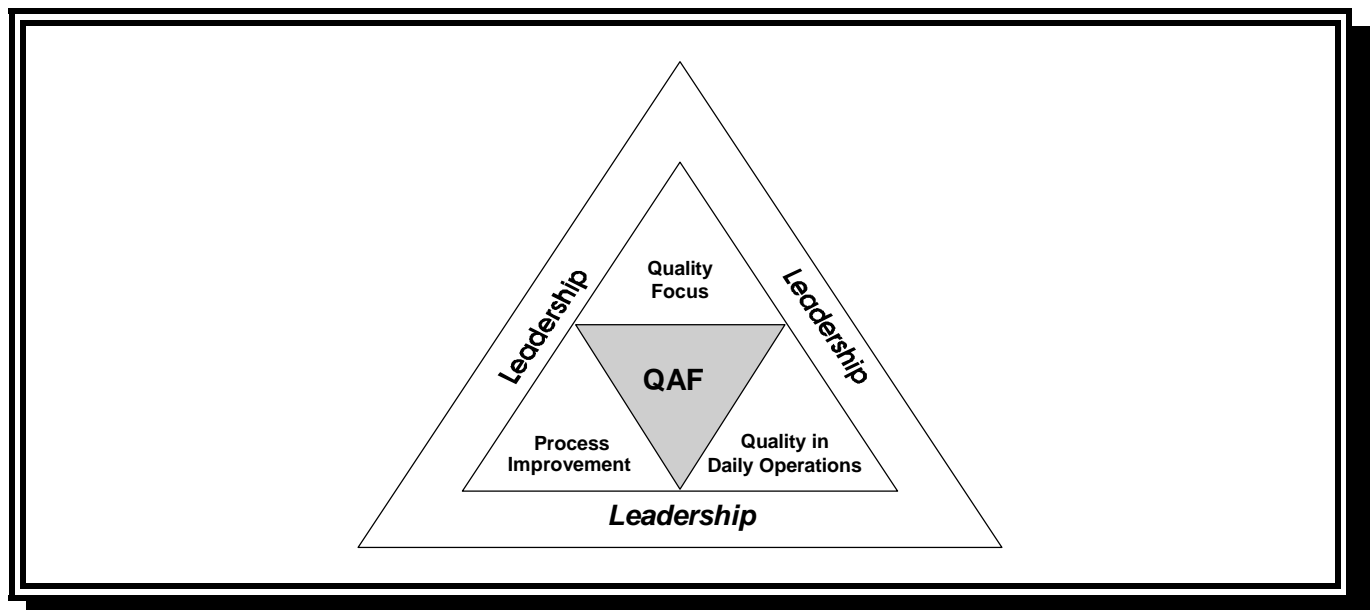 Quality
Focus
Leadership
Leadership
QAF
Process
Improvement
Quality in
Daily Operations
Leadership